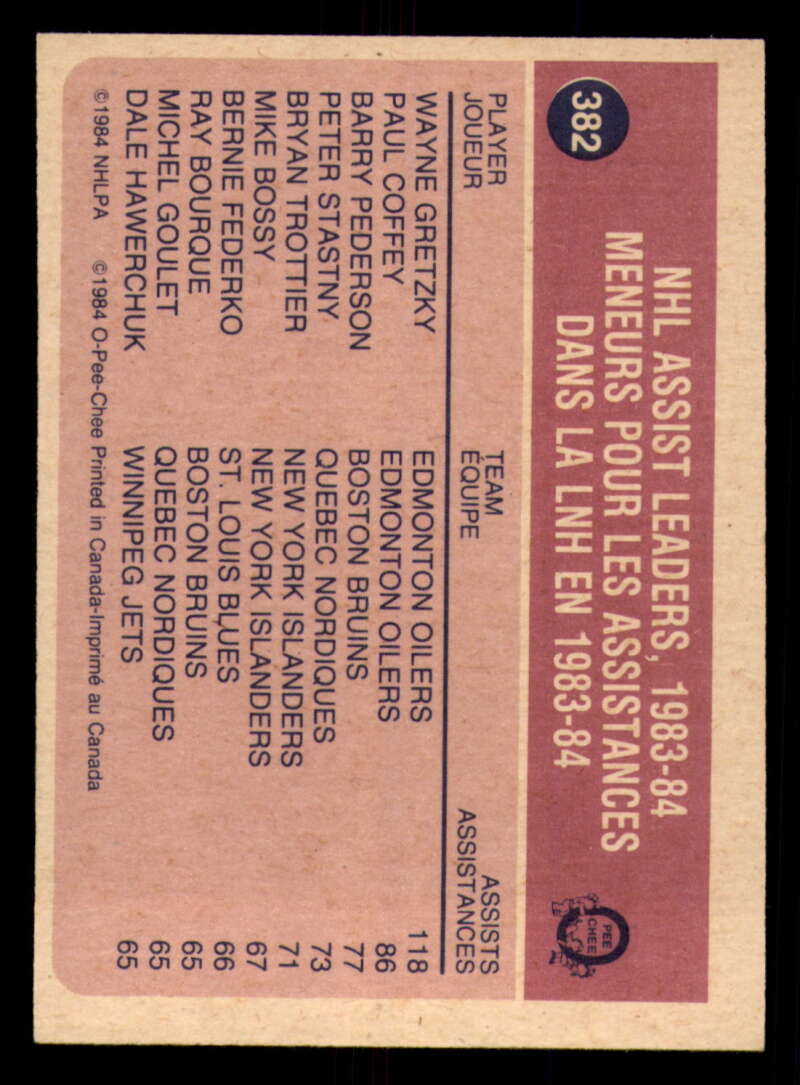 382
NHL ASSIST LEADERS, 1983-84
MENEURS POUR LES ASSISTANCES
DANS LA LNH EN 1983-84
O
PEE
CHEE
PLAYER TEAM ASSISTS
JOUEUR ÉQUIPE ASSISTANCES
WAYNE GRETZKY EDMONTON OILERS 118
PAUL COFFEY EDMONTON OILERS 86
BARRY PEDERSON BOSTON BRUINS 77
PETER STASTNY QUEBEC NORDIQUES 73
BRYAN TROTTIER NEW YORK ISLANDERS 71
MIKE BOSSY NEW YORK ISLANDERS 67
BERNIE FEDERKO ST. LOUIS BLUES 66
RAY BOURQUE BOSTON BRUINS 65
MICHEL GOULET QUEBEC NORDIQUES 65
DALE HAWERCHUK WINNIPEG JETS 65
©1984 NHLPA ©1984 O-Pee-Chee Printed in Canada-Imprimé au Canada